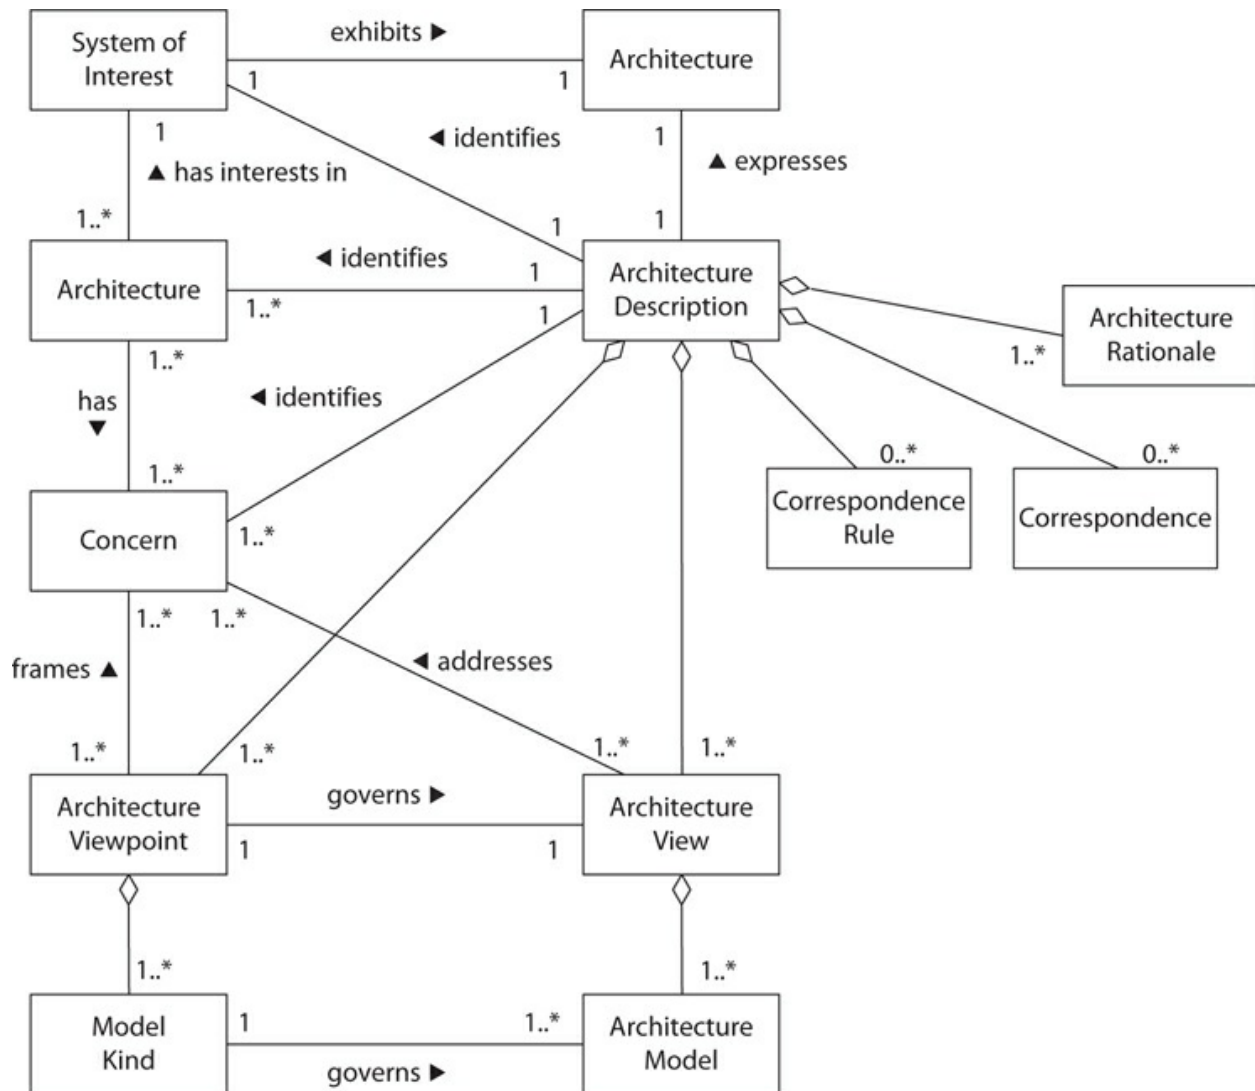 System of
Interest
exhibits ►
Architecture
1
1
1
◄ identifies
1
▲ has interests in
▲ expresses
1..*
1
1
Architecture
◄ identifies
1
Architecture
Description
1..*
1
Architecture
Rationale
1..*
1..*
has
▼
◄ identifies
1..*
0..*
0..*
Concern
1..*
Correspondence
Rule
Correspondence
1..*
1..*
frames ▲
◄ addresses
1..*
1..*
1..*
1..*
Architecture
Viewpoint
governs ►
Architecture
View
1
1
1..*
1..*
Model
Kind
1
1..*
Architecture
Model
governs ►